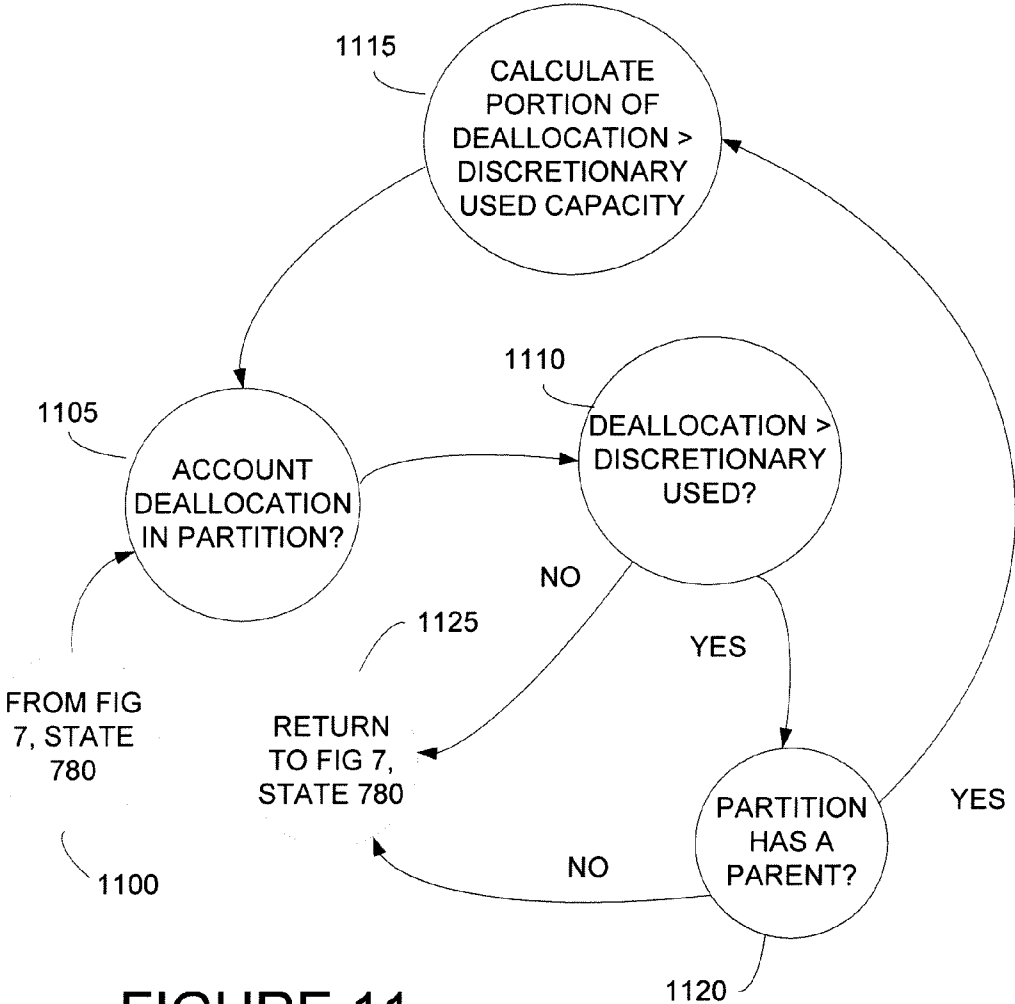 1115
CALCULATE
PORTION OF
DEALLOCATION >
DISCRETIONARY
USED CAPACITY
1110
DEALLOCATION >
DISCRETIONARY
USED?
1105
ACCOUNT
DEALLOCATION
IN PARTITION?
NO
1125
YES
FROM FIG
7, STATE
780
RETURN
TO FIG 7,
STATE 780
PARTITION
HAS A
PARENT?
YES
NO
1100
1120
FIGURE 11